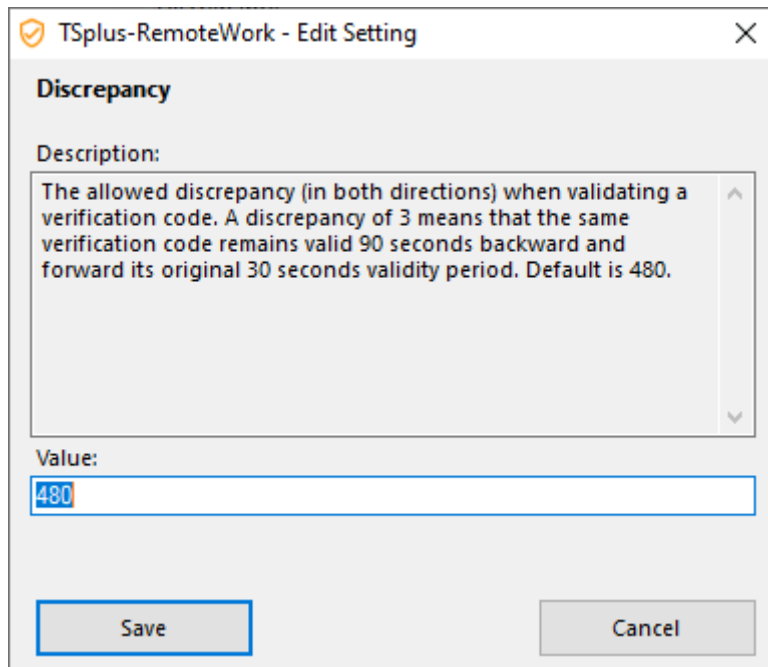 TSplus-RemoteWork - Edit Setting
Discrepancy
Description:
The allowed discrepancy (in both directions) when validating a
verification code. A discrepancy of 3 means that the same
verification code remains valid 90 seconds backward and
forward its original 30 seconds validity period. Default is 480.
Value:
480
Save
Cancel